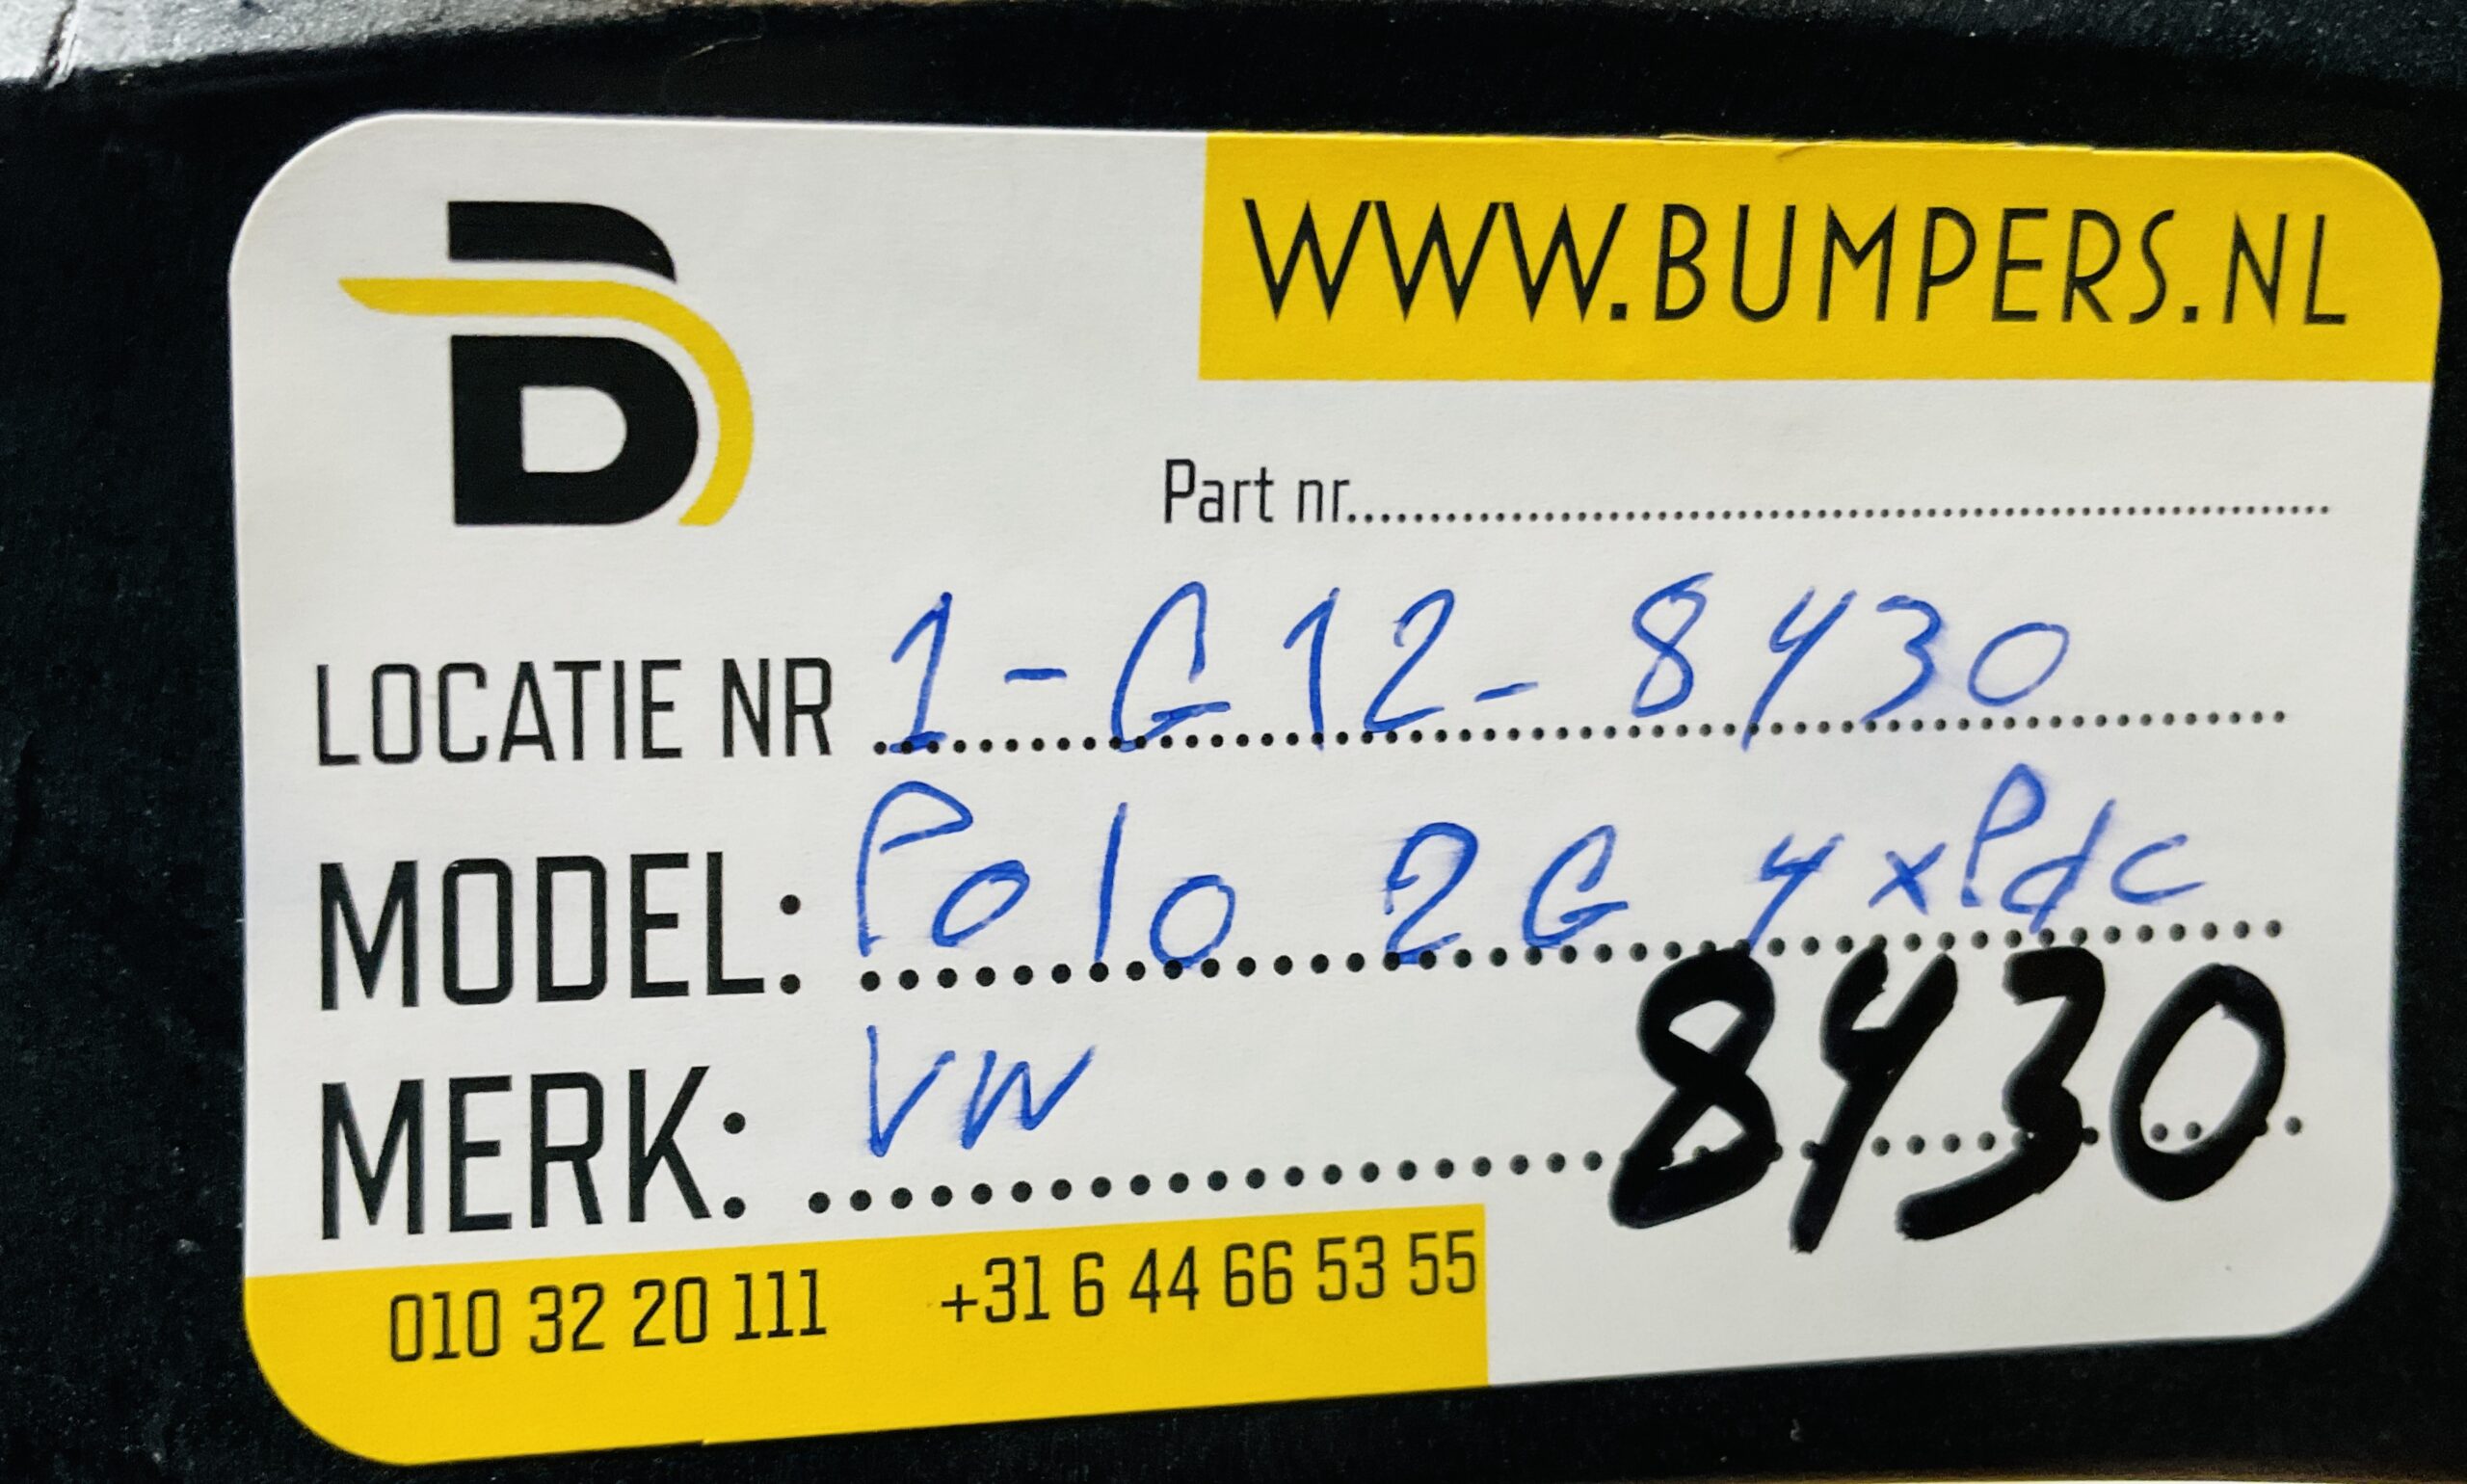 B
WWW.BUMPERS.NL
Part nr.......................................................
LOCATIE NR 1-G12-8430
MODEL: Polo 2G 4xPdc
MERK: VW
8430
010 32 20 111 +31 6 44 66 53 55